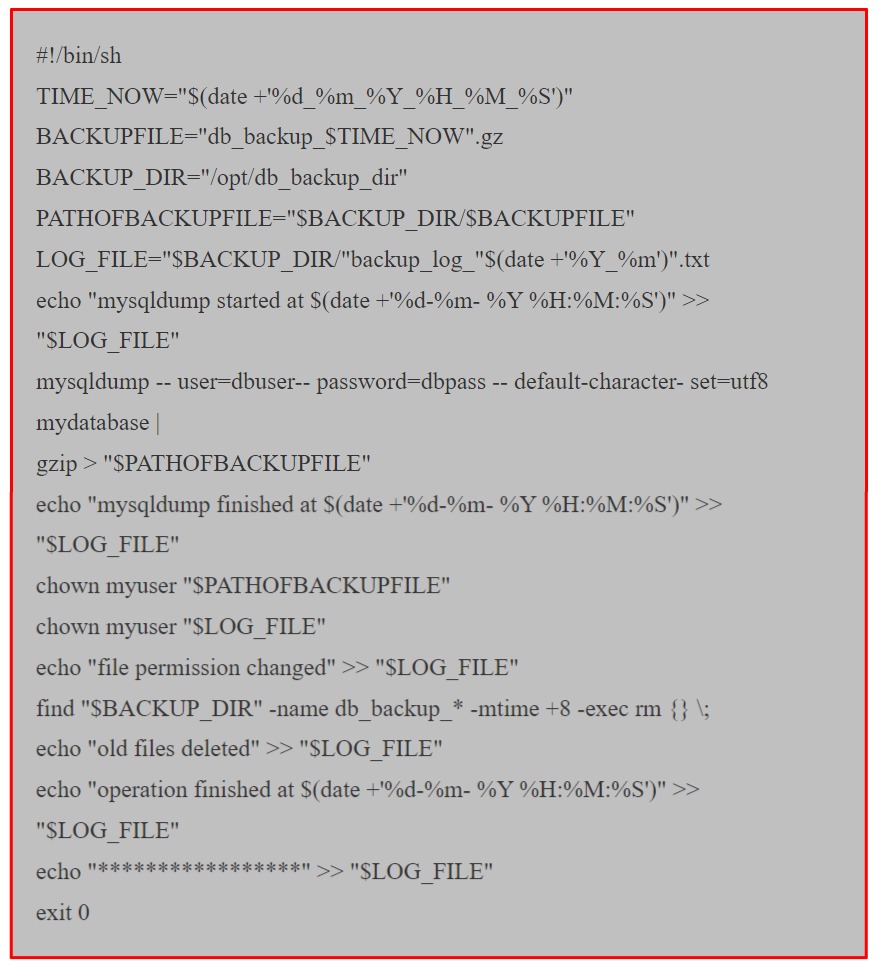 #!/bin/sh
TIME_NOW="$(date +'%d_%m_%Y_%H_%M_%S')"
BACKUPFILE="db_backup_$TIME_NOW".gz
BACKUP_DIR="/opt/db_backup_dir"
PATHOFBACKUPFILE="$BACKUP_DIR/$BACKUPFILE"
LOG_FILE="$BACKUP_DIR/"backup_log_"$(date +'%Y_%m')".txt
echo "mysqldump started at $(date +'%d-%m- %Y %H:%M:%S')" >>
"$LOG_FILE"
mysqldump -- user=dbuser-- password=dbpass -- default-character- set=utf8
mydatabase |
gzip > "$PATHOFBACKUPFILE"
echo "mysqldump finished at $(date +'%d-%m- %Y %H:%M:%S')" >>
"$LOG_FILE"
chown myuser "$PATHOFBACKUPFILE"
chown myuser "$LOG_FILE"
echo "file permission changed" >> "$LOG_FILE"
find "$BACKUP_DIR" -name db_backup_* -mtime +8 -exec rm {} \;
echo "old files deleted" >> "$LOG_FILE"
echo "operation finished at $(date +'%d-%m- %Y %H:%M:%S')" >>
"$LOG_FILE"
echo "*****************" >> "$LOG_FILE"
exit 0